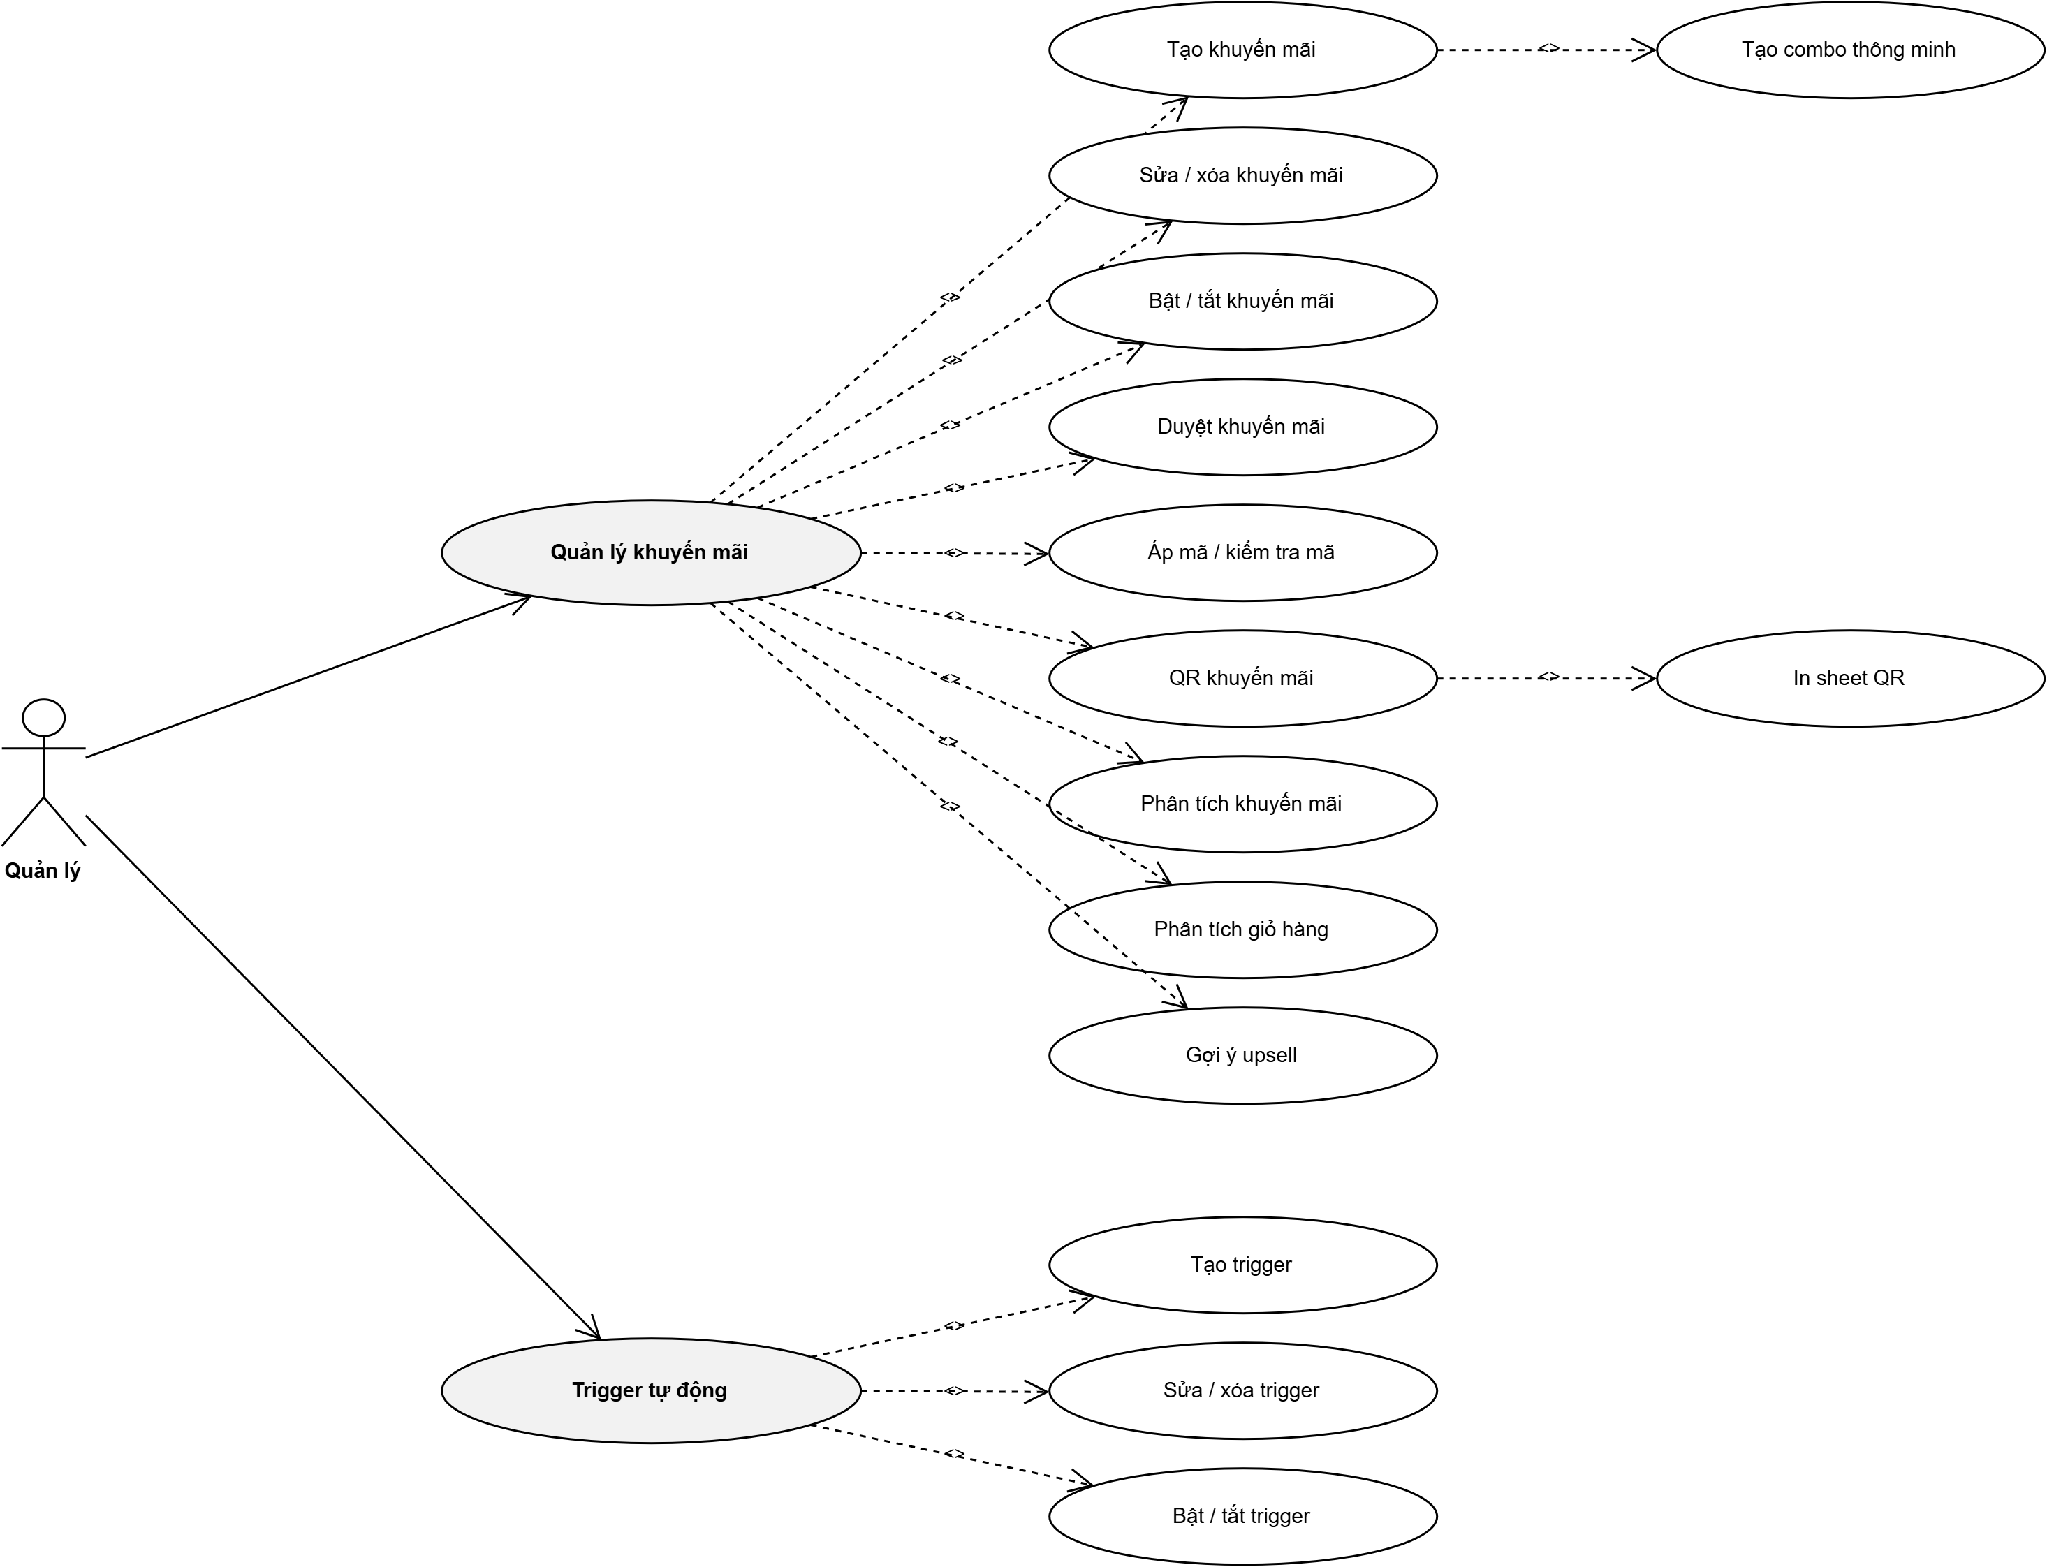 Tạo khuyến mãi
Tạo combo thông minh
Sửa / xóa khuyến mãi
Bật / tắt khuyến mãi
Duyệt khuyến mãi
Quản lý khuyến mãi
Áp mã / kiểm tra mã
QR khuyến mãi
In sheet QR
Phân tích khuyến mãi
Quản lý
Phân tích giỏ hàng
Gợi ý upsell
Tạo trigger
Trigger tự động
Sửa / xóa trigger
Bật / tắt trigger